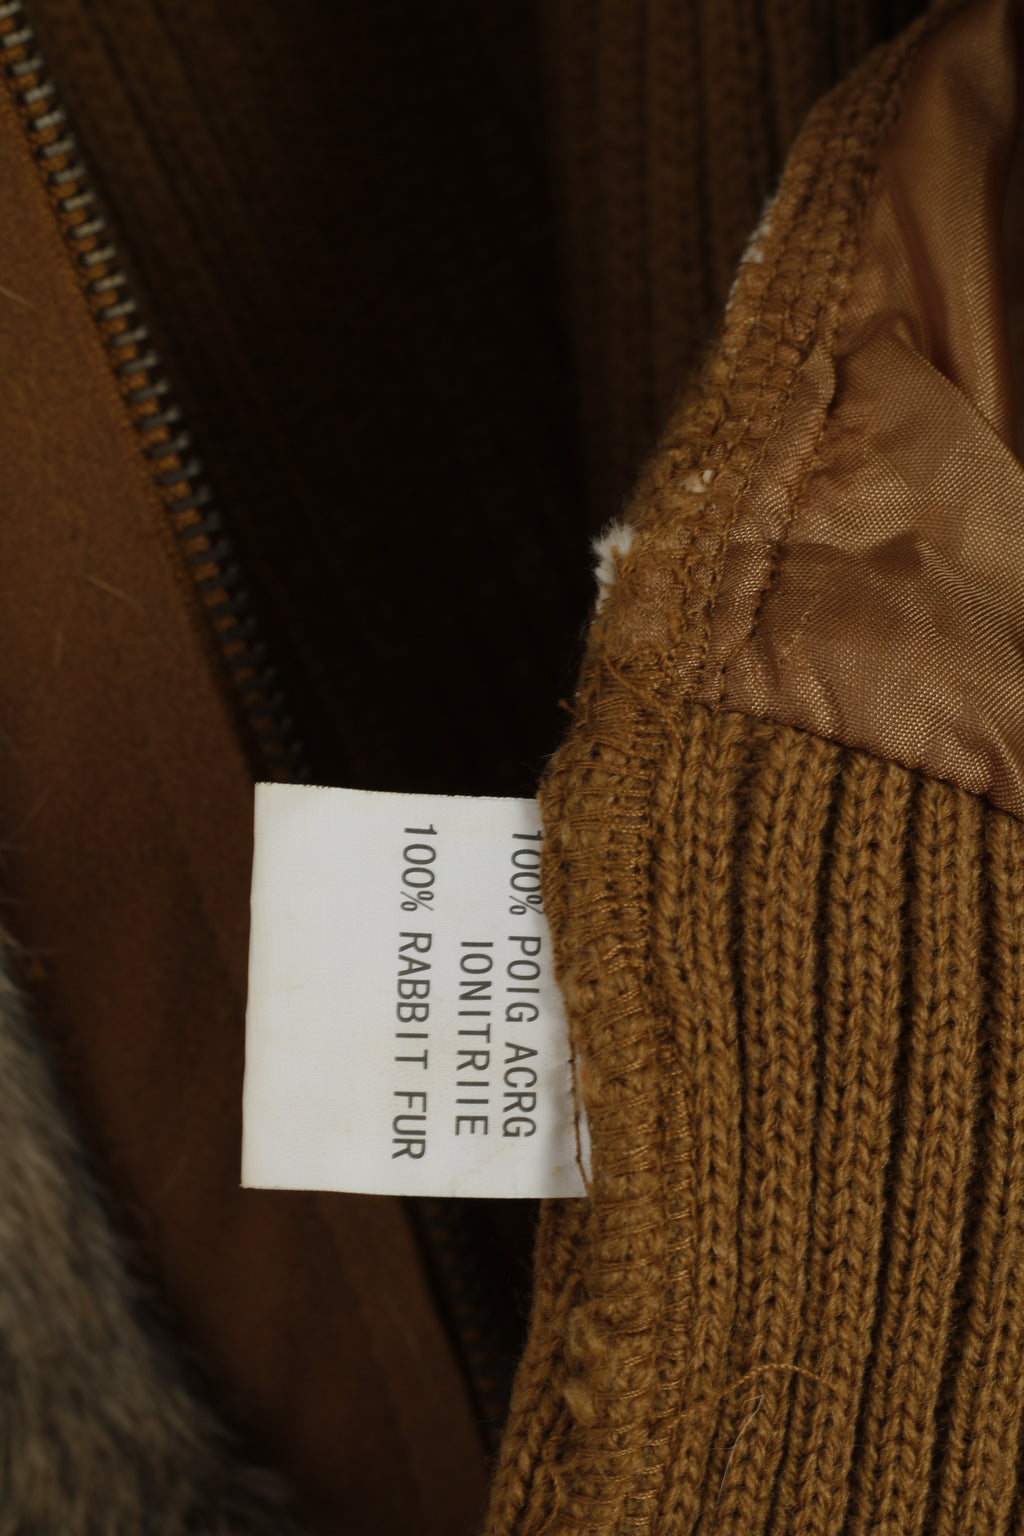 100% POIG ACRG
IONITRIIE
100% RABBIT FUR